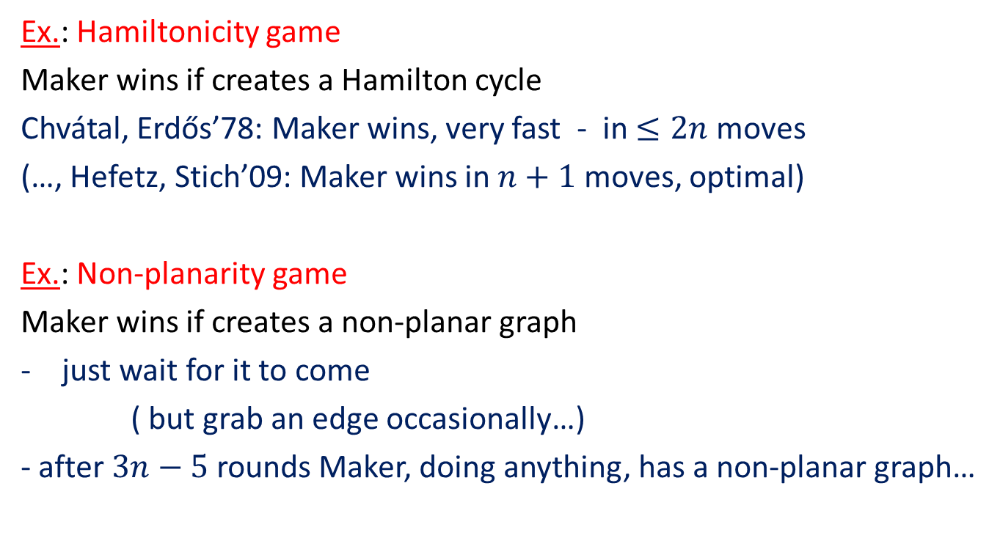 Ex.: Hamiltonicity game
Maker wins if creates a Hamilton cycle
Chvátal, Erdős’78: Maker wins, very fast - in ≤ 2𝑛 moves
(…, Hefetz, Stich’09: Maker wins in 𝑛 + 1 moves, optimal)
Ex.: Non-planarity game
Maker wins if creates a non-planar graph
- just wait for it to come
( but grab an edge occasionally…)
- after 3𝑛 − 5 rounds Maker, doing anything, has a non-planar graph…